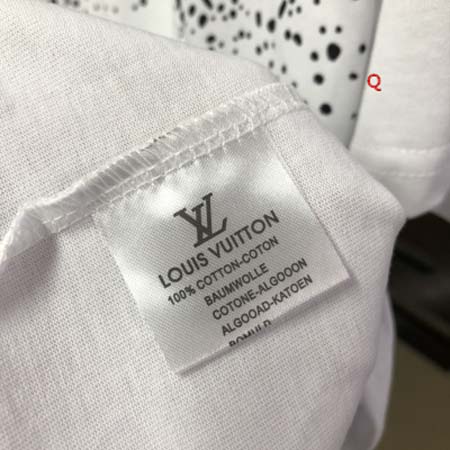 Q
LV
LOUIS VUITTON
100% COTTON-COTON
BAUMWOLLE
COTONE-ALGOOON
ALGOOAD-KATOEN